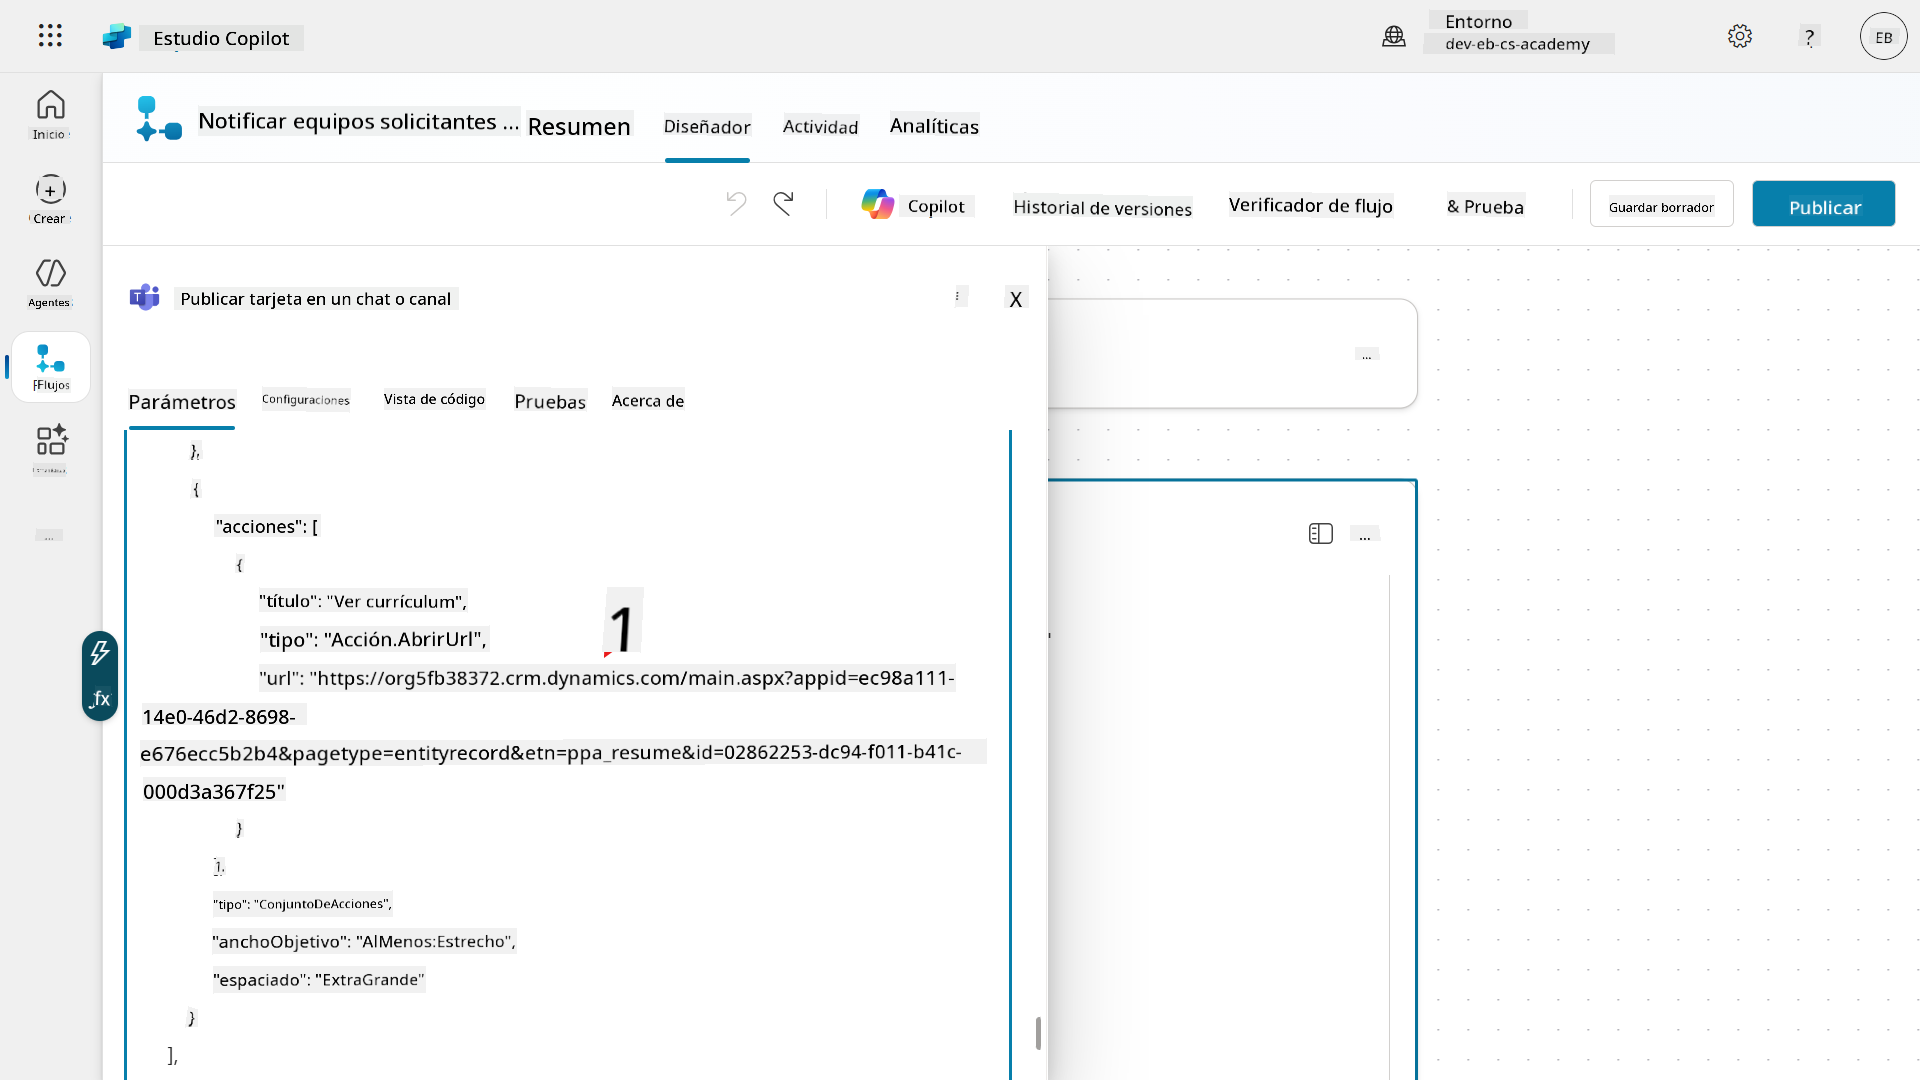 Estudio Copilot
Entorno
dev-eb-cs-academy
?
EB
Inicio
Crear
Agentes
Flujos
...
Notificar equipos solicitantes ...
Resumen
Diseñador
Actividad
Analíticas
Copilot
Historial de versiones
Verificador de flujo
& Prueba
Guardar borrador
Publicar
Publicar tarjeta en un chat o canal
X
Parámetros
Configuraciones
Vista de código
Pruebas
Acerca de
},
{
"acciones": [
{
"título": "Ver currículum",
"tipo": "Acción.AbrirUrl",
1
"url": "https://org5fb38372.crm.dynamics.com/main.aspx?appid=ec98a111-
14e0-46d2-8698-
e676ecc5b2b4&pagetype=entityrecord&etn=ppa_resume&id=02862253-dc94-f011-b41c-
000d3a367f25"
}
"tipo": "ConjuntoDeAcciones",
"anchoObjetivo": "AlMenos:Estrecho",
"espaciado": "ExtraGrande"
}
],
fx
...
...